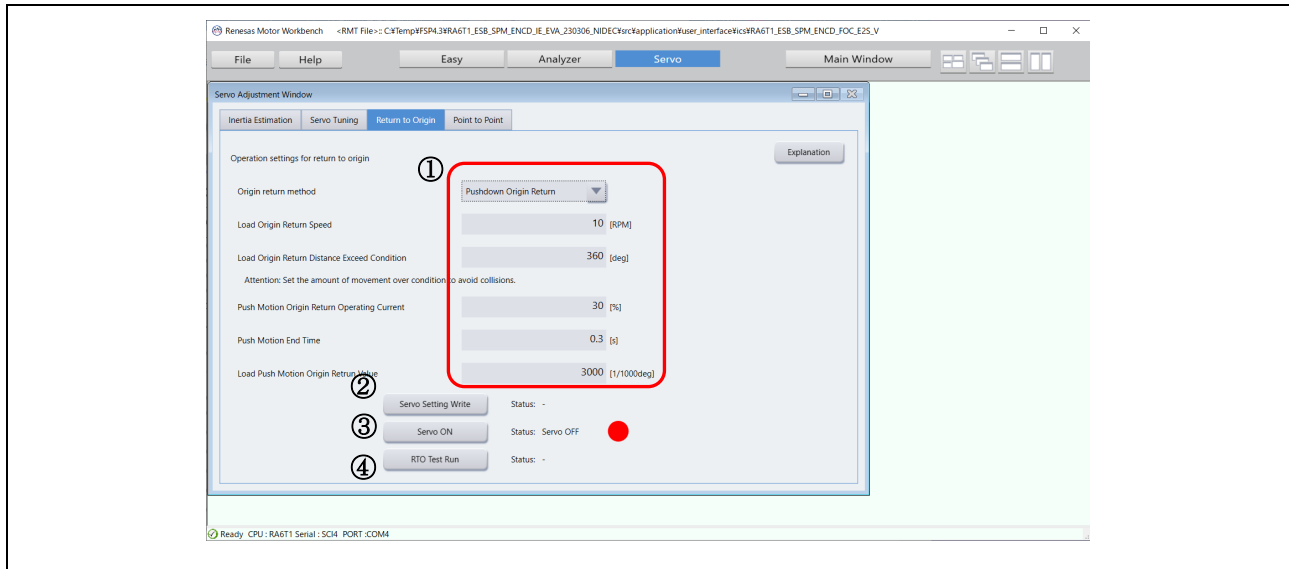 Renesas Motor Workbench <RMT File>:: C:¥Temp¥FSP4.3¥RA6T1_ESB_SPM_ENCD_IE_EVA_230306_NIDEC¥src¥application¥user_interface¥ics¥RA6T1_ESB_SPM_ENCD_FOC_E2S_V
File Help Easy Analyzer Servo Main Window
Servo Adjustment Window
Inertia Estimation Servo Tuning Return to Origin Point to Point
Explanation
Operation settings for return to origin
①
Origin return method Pushdown Origin Return
Load Origin Return Speed 10 [RPM]
Load Origin Return Distance Exceed Condition 360 [deg]
Attention: Set the amount of movement over condition to avoid collisions.
Push Motion Origin Return Operating Current 30 [%]
Push Motion End Time 0.3 [s]
Load Push Motion Origin Retrun Value 3000 [1/1000deg]
② Servo Setting Write Status: -
③ Servo ON Status: Servo OFF
④ RTO Test Run Status: -
Ready CPU : RA6T1 Serial : SCI4 PORT :COM4